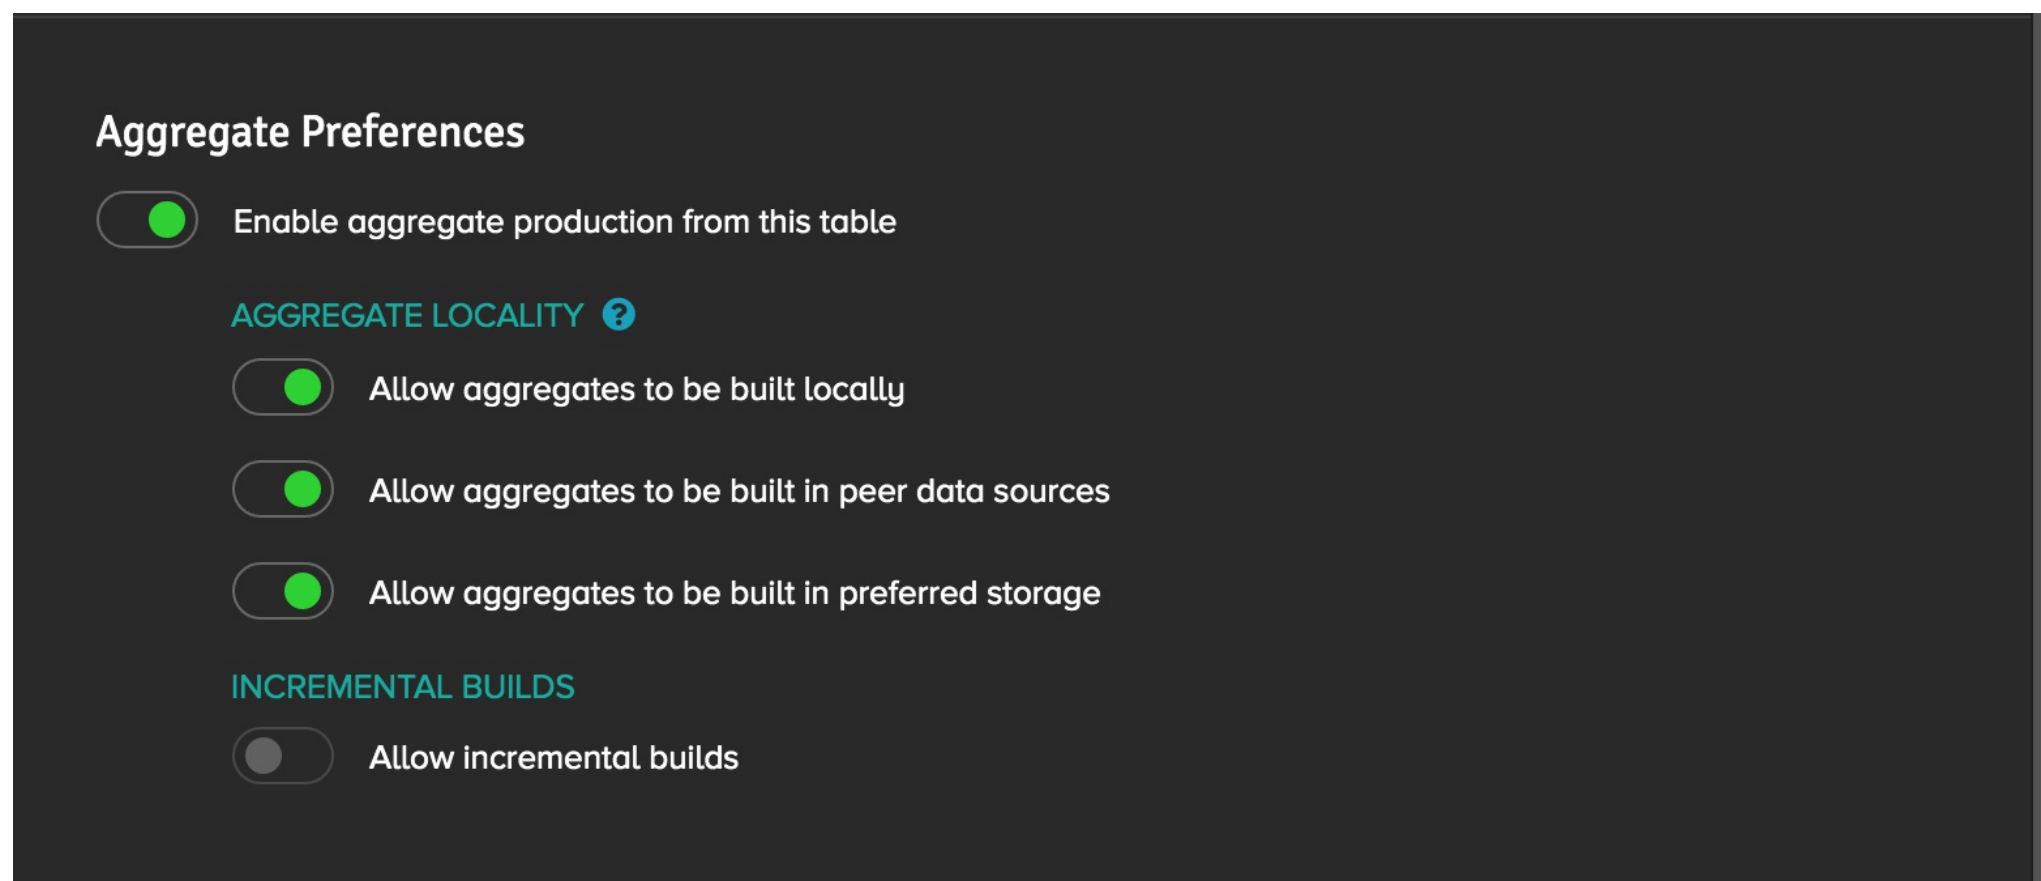 Aggregate Preferences
Enable aggregate production from this table
AGGREGATE LOCALITY ?
Allow aggregates to be built locally
Allow aggregates to be built in peer data sources
Allow aggregates to be built in preferred storage
INCREMENTAL BUILDS
Allow incremental builds